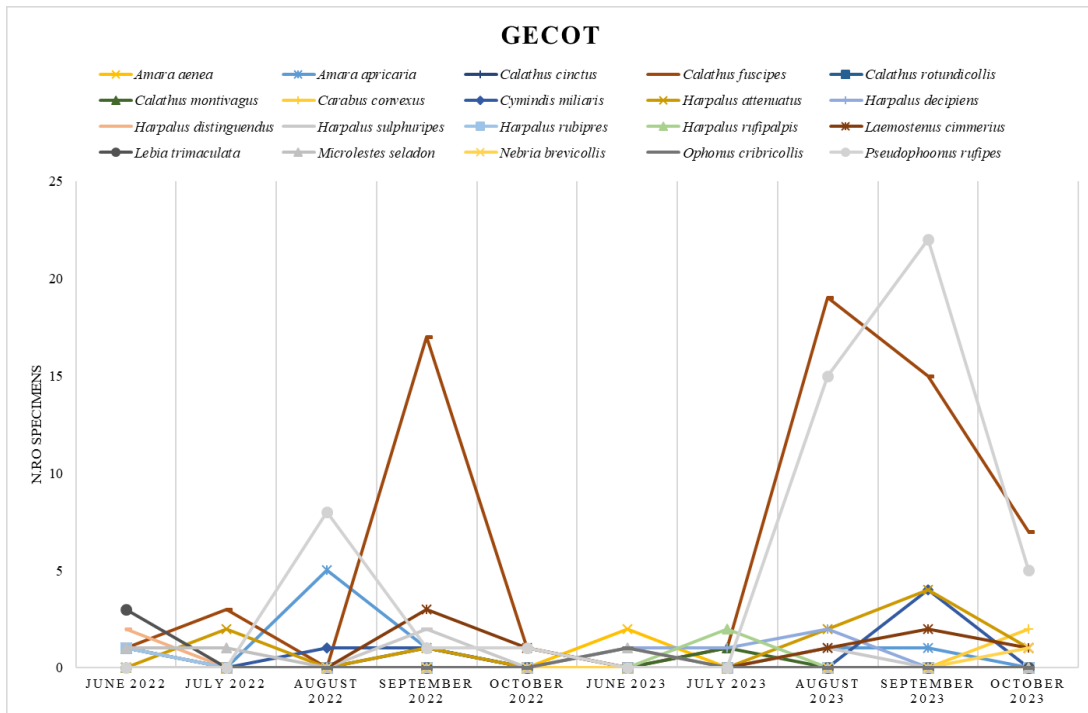 GECOT
Amara aenea Amara apricaria Calathus cinctus Calathus fuscipes Calathus rotundicollis
Calathus montivagus Carabus convexus Cymindis miliaris Harpalus attenuatus Harpalus decipiens
Harpalus distinguendus Harpalus sulphuripes Harpalus rubipres Harpalus rufipalpis Laemostenus cimmerius
Lebia trimaculata Microlestes seladon Nebria brevicollis Ophonus cribricollis Pseudophoonus rufipes
25
20
15
10
5
0
N.RO SPECIMENS
JUNE 2022 JULY 2022 AUGUST SEPTEMBER OCTOBER JUNE 2023 JULY 2023 AUGUST SEPTEMBER OCTOBER
2022 2022 2022 2023 2023 2023